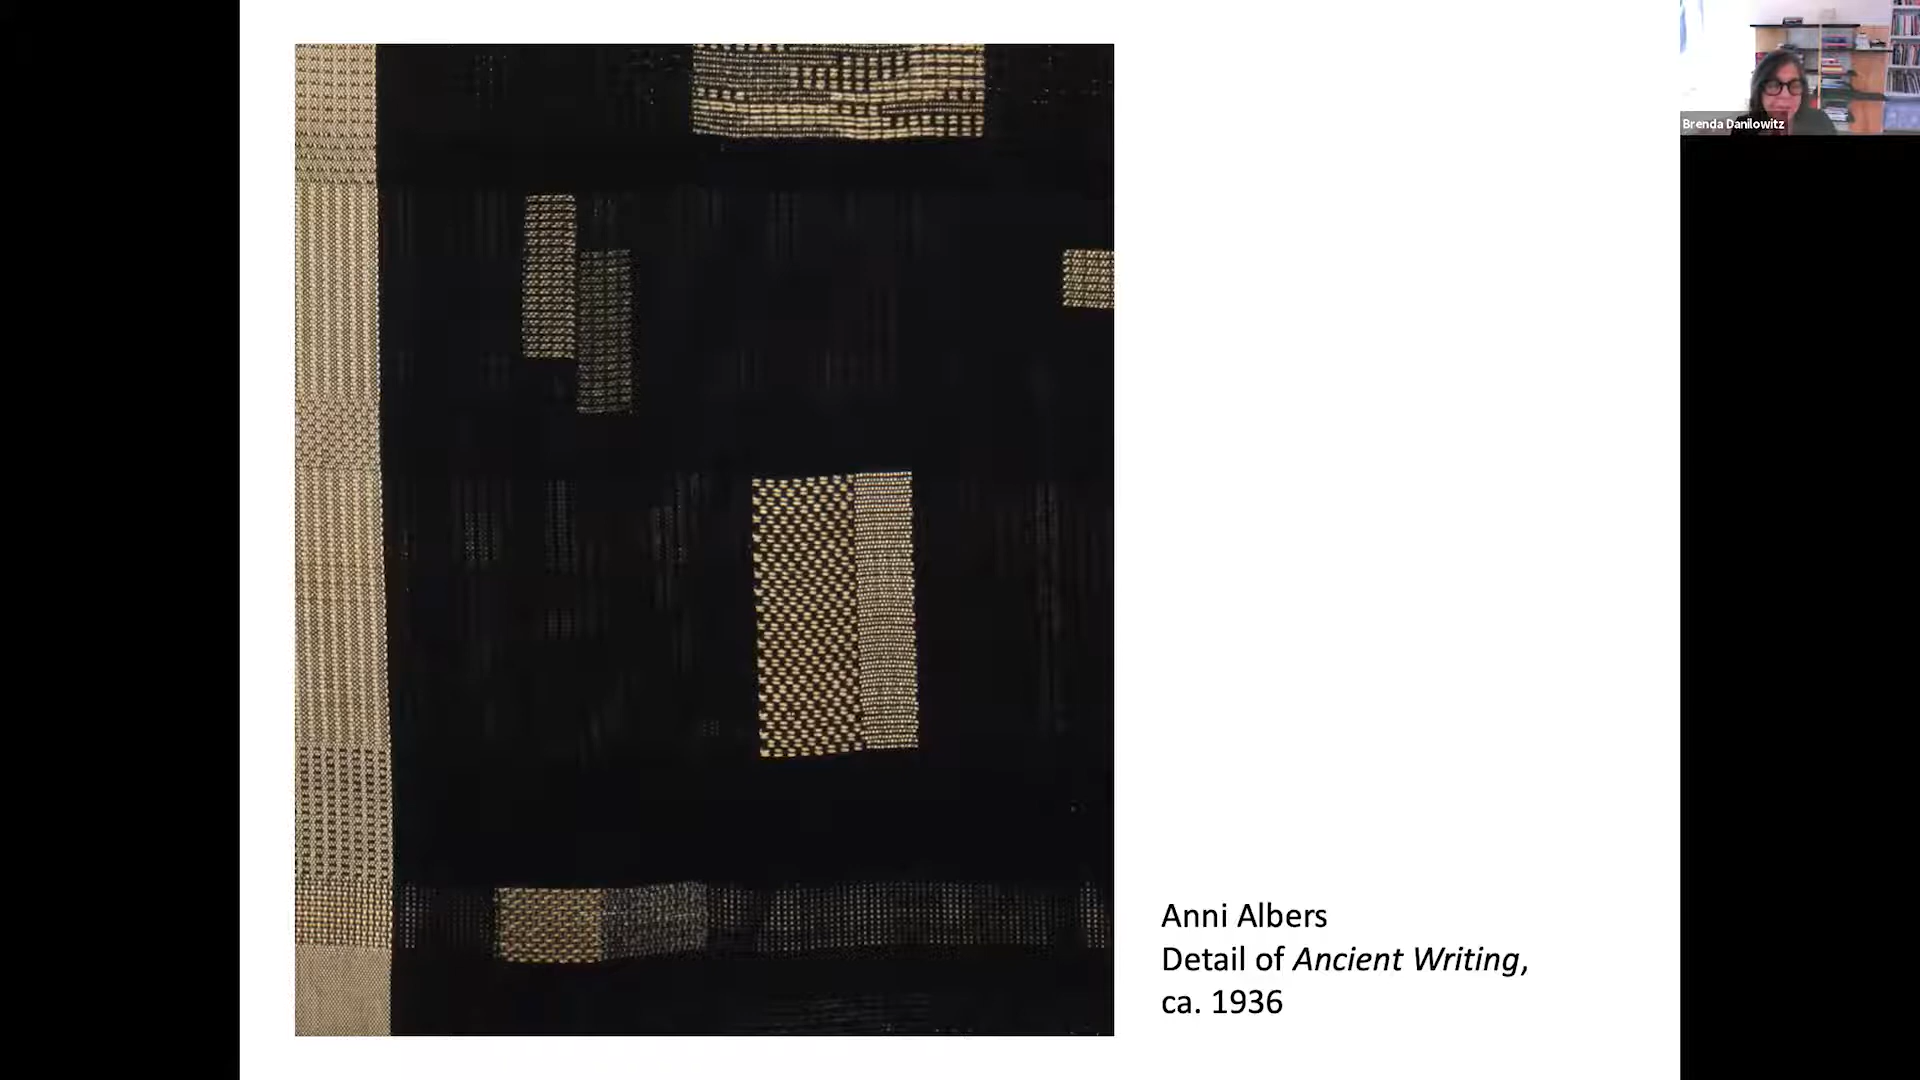 Brenda Danilowitz
Anni Albers
Detail of Ancient Writing,
ca. 1936